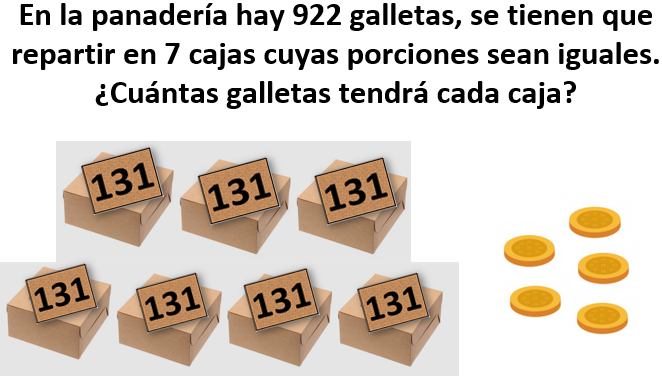 En la panadería hay 922 galletas, se tienen que
repartir en 7 cajas cuyas porciones sean iguales.
¿Cuántas galletas tendrá cada caja?
131 131 131
131 131 131 131